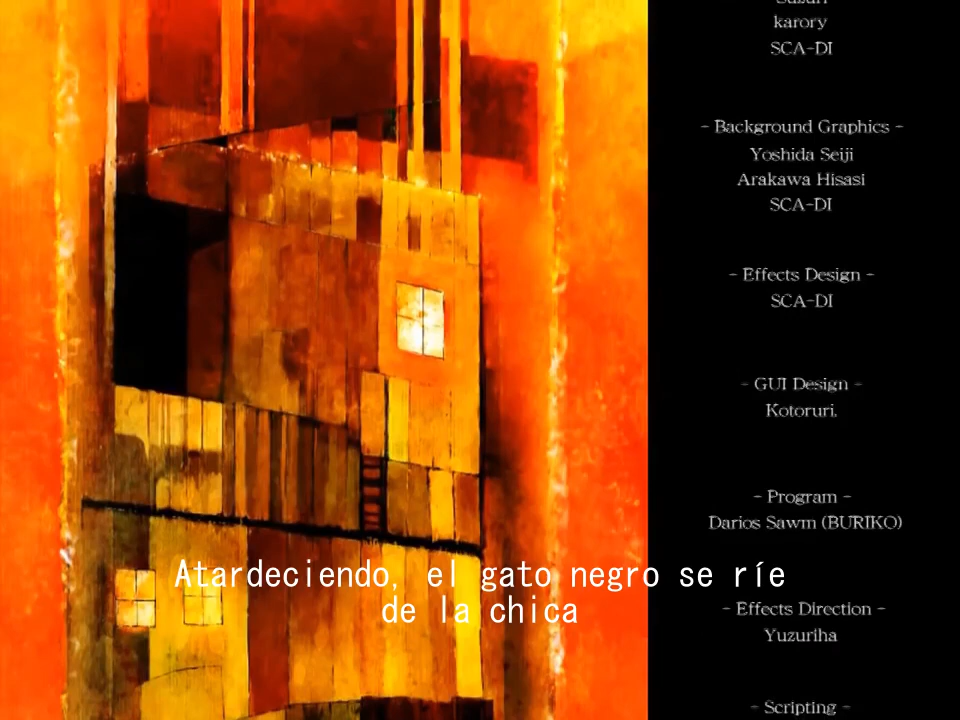 Suzuri
karory
SCA-DI
- Background Graphics -
Yoshida Seiji
Arakawa Hisasi
SCA-DI
- Effects Design -
SCA-DI
- GUI Design -
Kotoruri.
- Program -
Darios Sawm (BURIKO)
- Effects Direction -
Yuzuriha
- Scripting -
Atardeciendo, el gato negro se ríe
de la chica